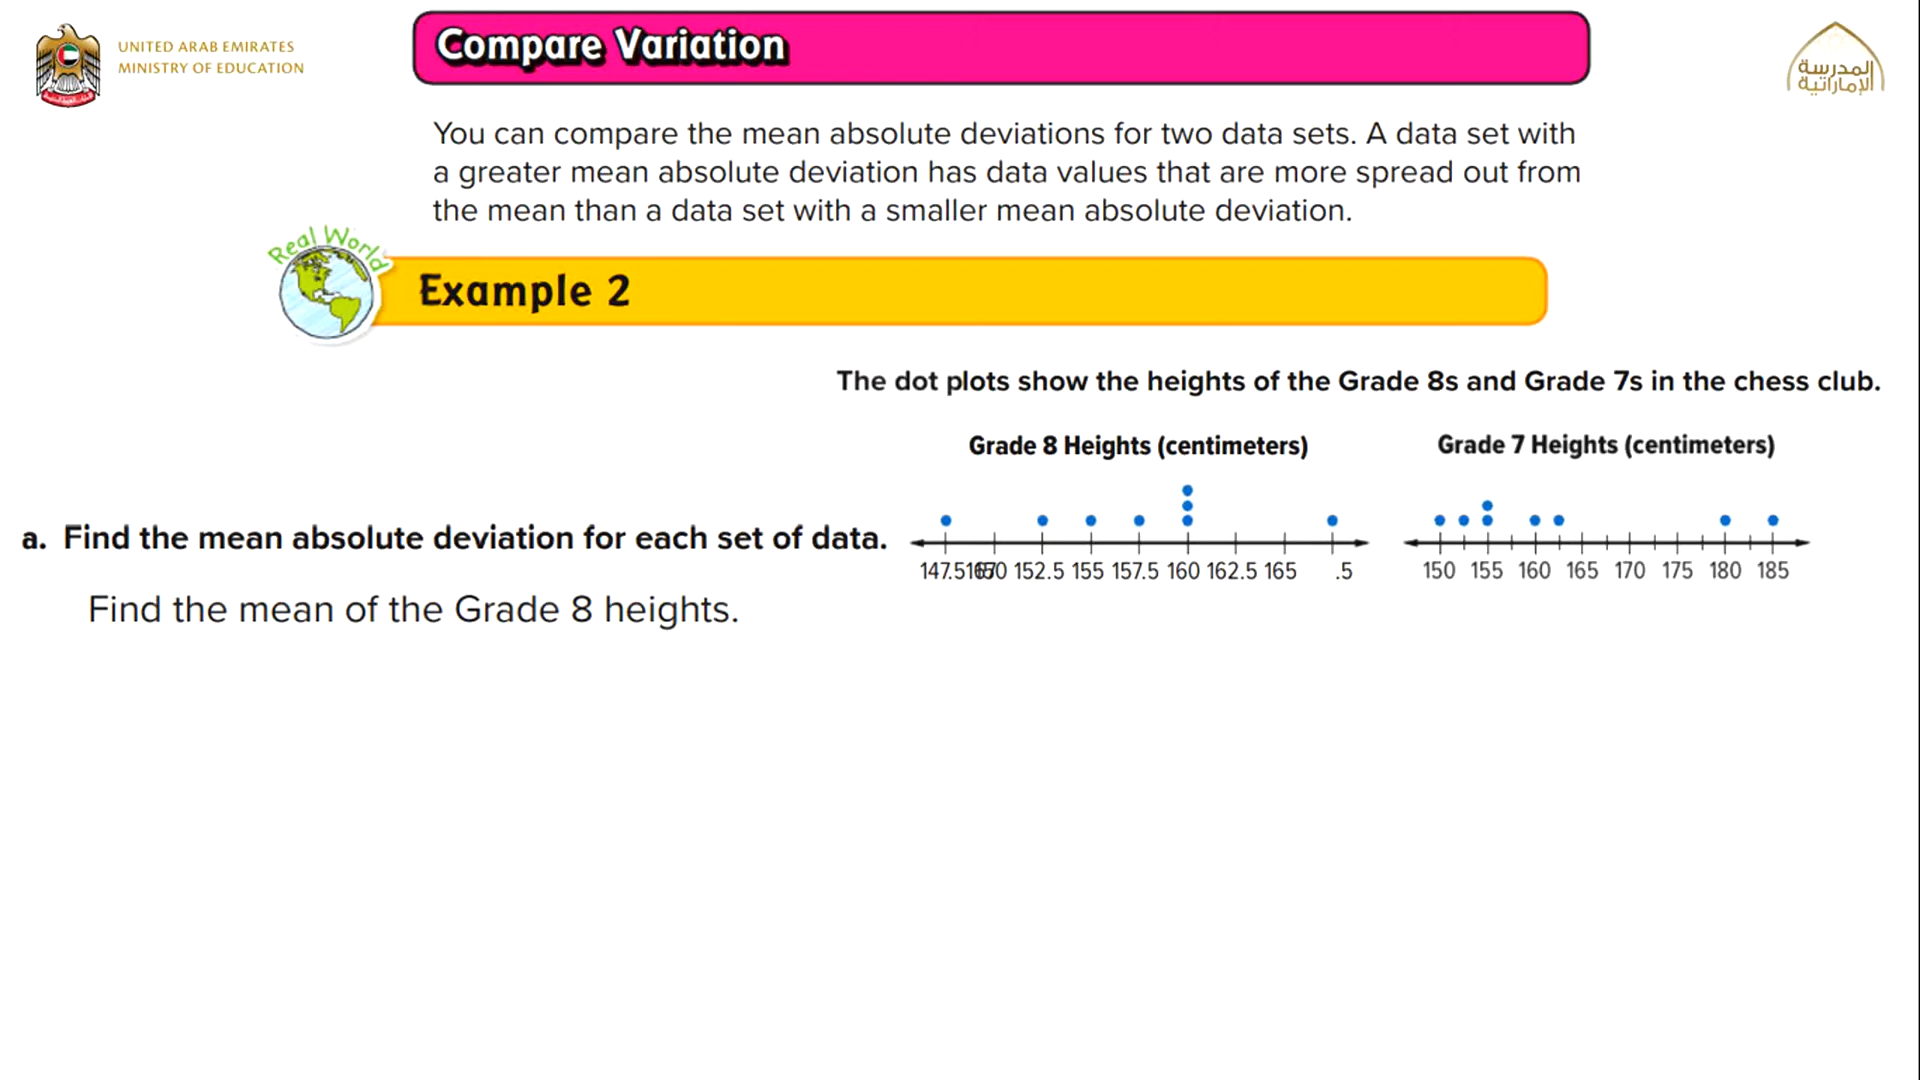 UNITED ARAB EMIRATES
MINISTRY OF EDUCATION
Compare Variation
المدرسة
الإماراتية
You can compare the mean absolute deviations for two data sets. A data set with
a greater mean absolute deviation has data values that are more spread out from
the mean than a data set with a smaller mean absolute deviation.
Real World
Example 2
The dot plots show the heights of the Grade 8s and Grade 7s in the chess club.
Grade 8 Heights (centimeters)
Grade 7 Heights (centimeters)
a. Find the mean absolute deviation for each set of data.
147.5 152.5 155 157.5 160 162.5 165 .5
150 155 160 165 170 175 180 185
Find the mean of the Grade 8 heights.